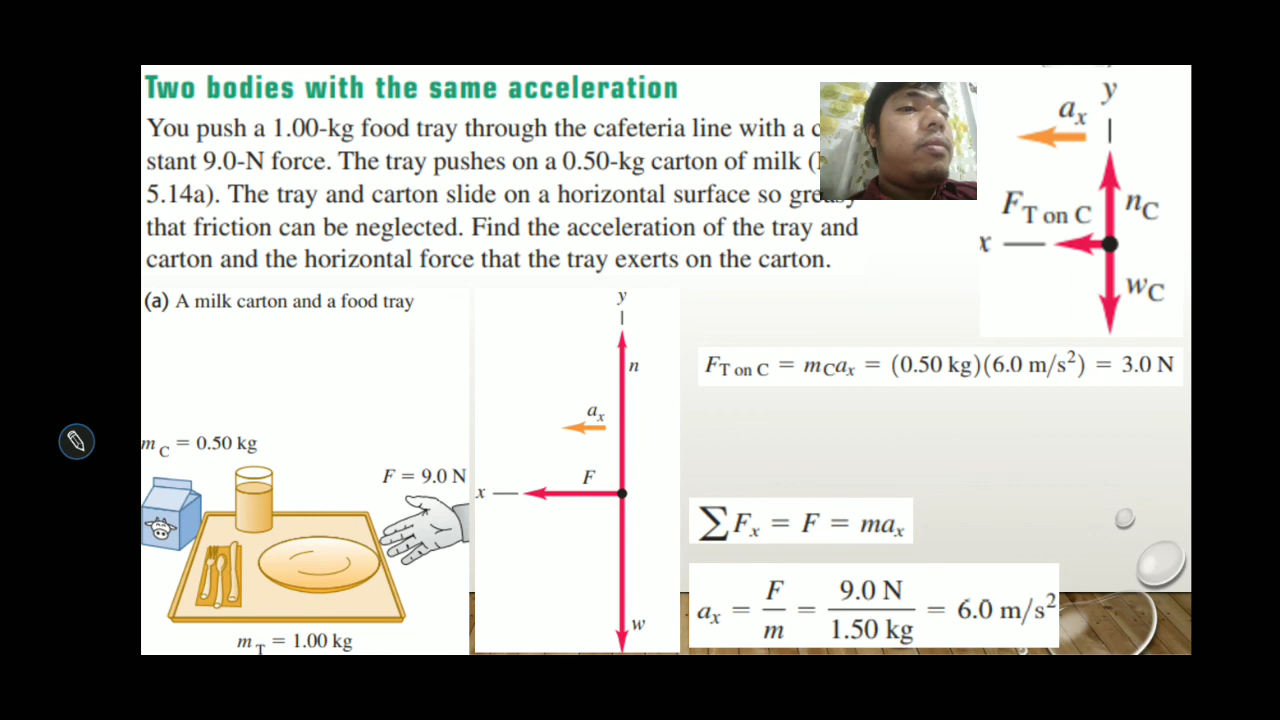 Two bodies with the same acceleration
You push a 1.00-kg food tray through the cafeteria line with a
stant 9.0-N force. The tray pushes on a 0.50-kg carton of milk (
5.14a). The tray and carton slide on a horizontal surface so
that friction can be neglected. Find the acceleration of the tray and
carton and the horizontal force that the tray exerts on the carton.
(a) A milk carton and a food tray
m_C = 0.50 kg
F = 9.0 N
m_T = 1.00 kg
y
n
a_x
F
x
w
y
a_x
n_C
F_T on C
x
w_C
F_T on C = m_C a_x = (0.50 kg)(6.0 m/s²) = 3.0 N
∑F_x = F = ma_x
a_x = F/m = 9.0 N/1.50 kg = 6.0 m/s²